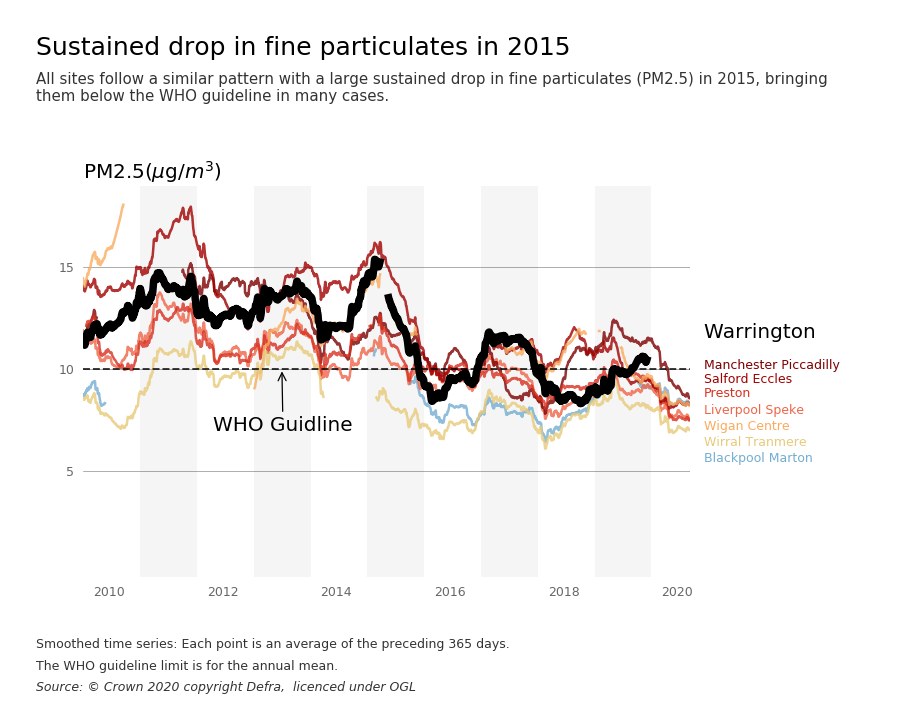 Sustained drop in fine particulates in 2015
All sites follow a similar pattern with a large sustained drop in fine particulates (PM2.5) in 2015, bringing
them below the WHO guideline in many cases.
PM2.5(μg/m³)
15
10
5
WHO Guidline
Warrington
Manchester Piccadilly
Salford Eccles
Preston
Liverpool Speke
Wigan Centre
Wirral Tranmere
Blackpool Marton
2010 2012 2014 2016 2018 2020
Smoothed time series: Each point is an average of the preceding 365 days.
The WHO guideline limit is for the annual mean.
Source: © Crown 2020 copyright Defra, licenced under OGL